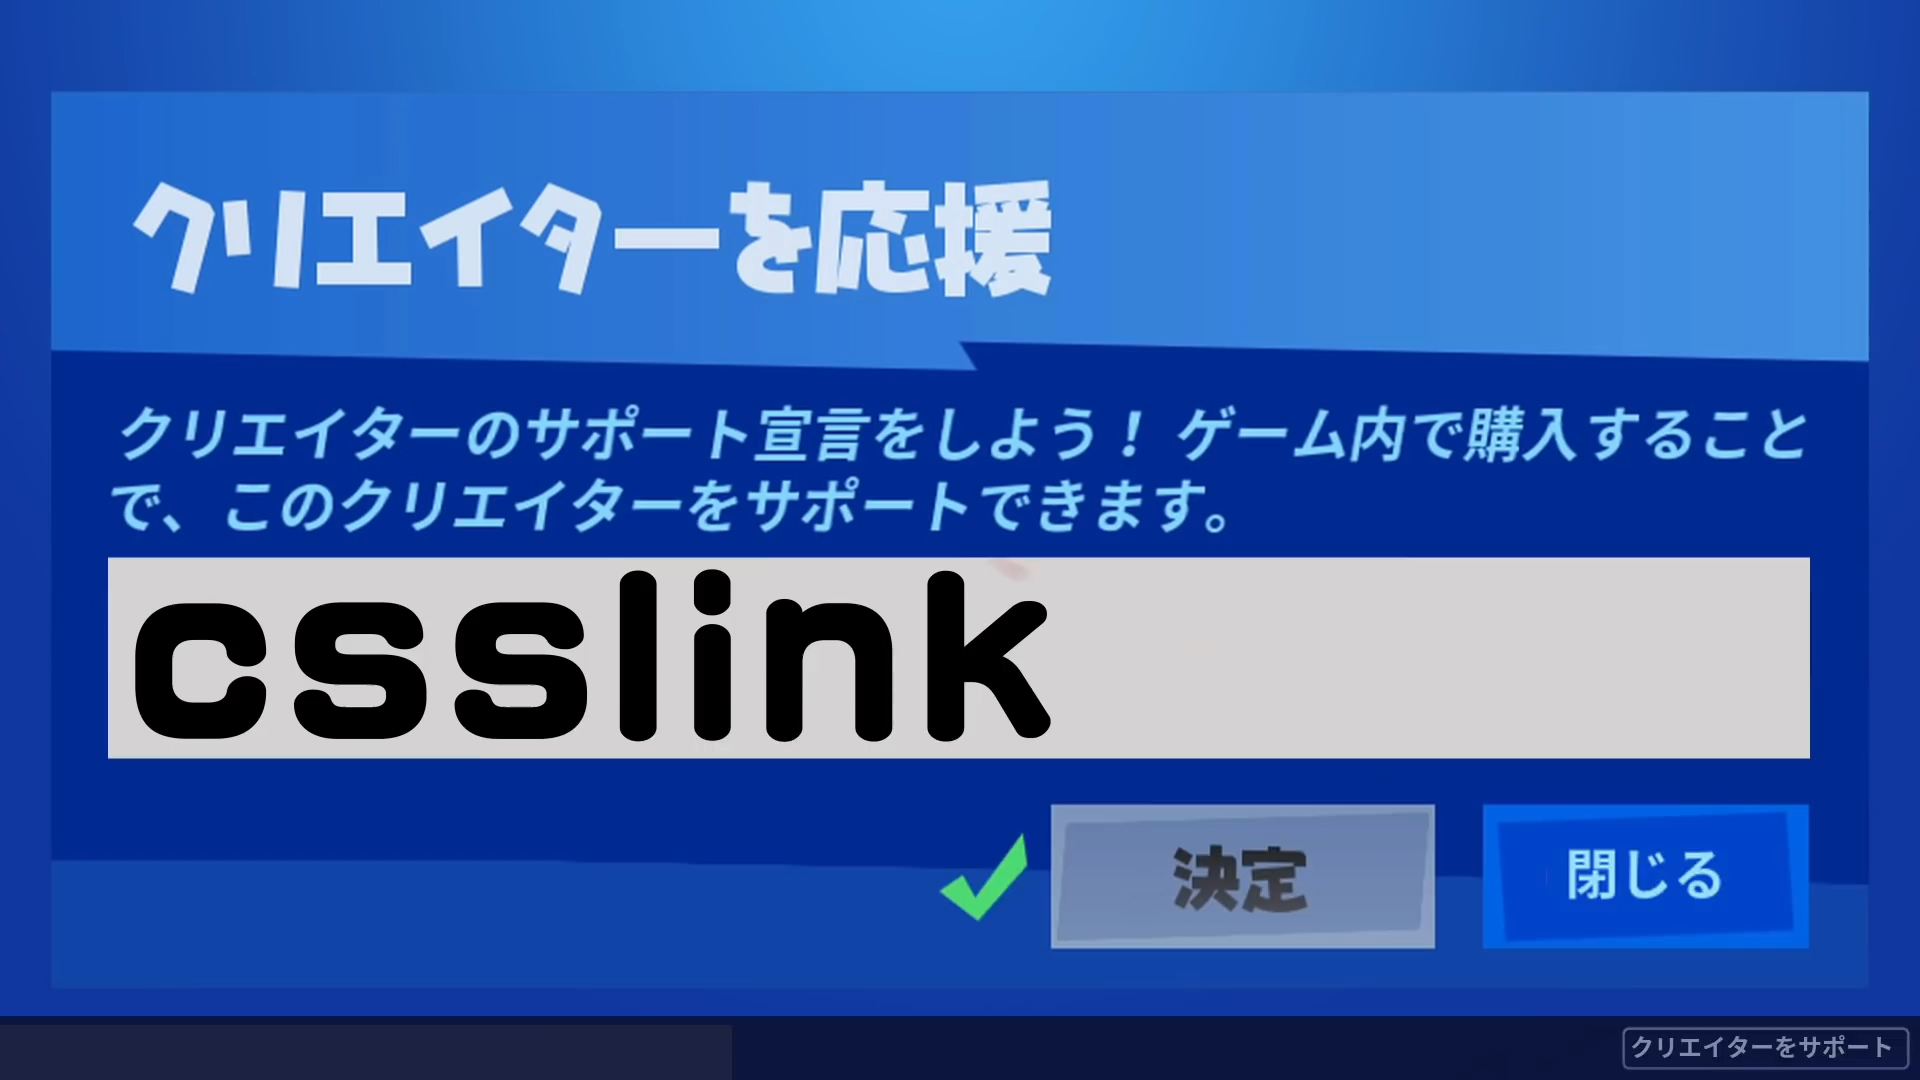 クリエイターを応援
クリエイターのサポート宣言をしよう！ ゲーム内で購入すること
で、このクリエイターをサポートできます。
csslink
決定
閉じる
クリエイターをサポート